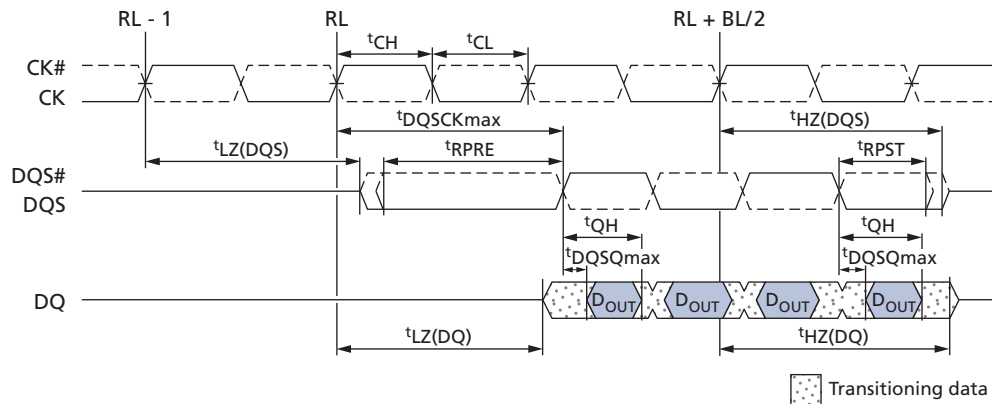 RL - 1 RL RL + BL/2
tCH tCL
CK#
CK
tDQSCKmax tHZ(DQS)
tLZ(DQS) tRPRE tRPST
DQS#
DQS
tQH tQH
tDQSQmax tDQSQmax
DQ DOUT DOUT DOUT DOUT
tLZ(DQ) tHZ(DQ)
Transitioning data